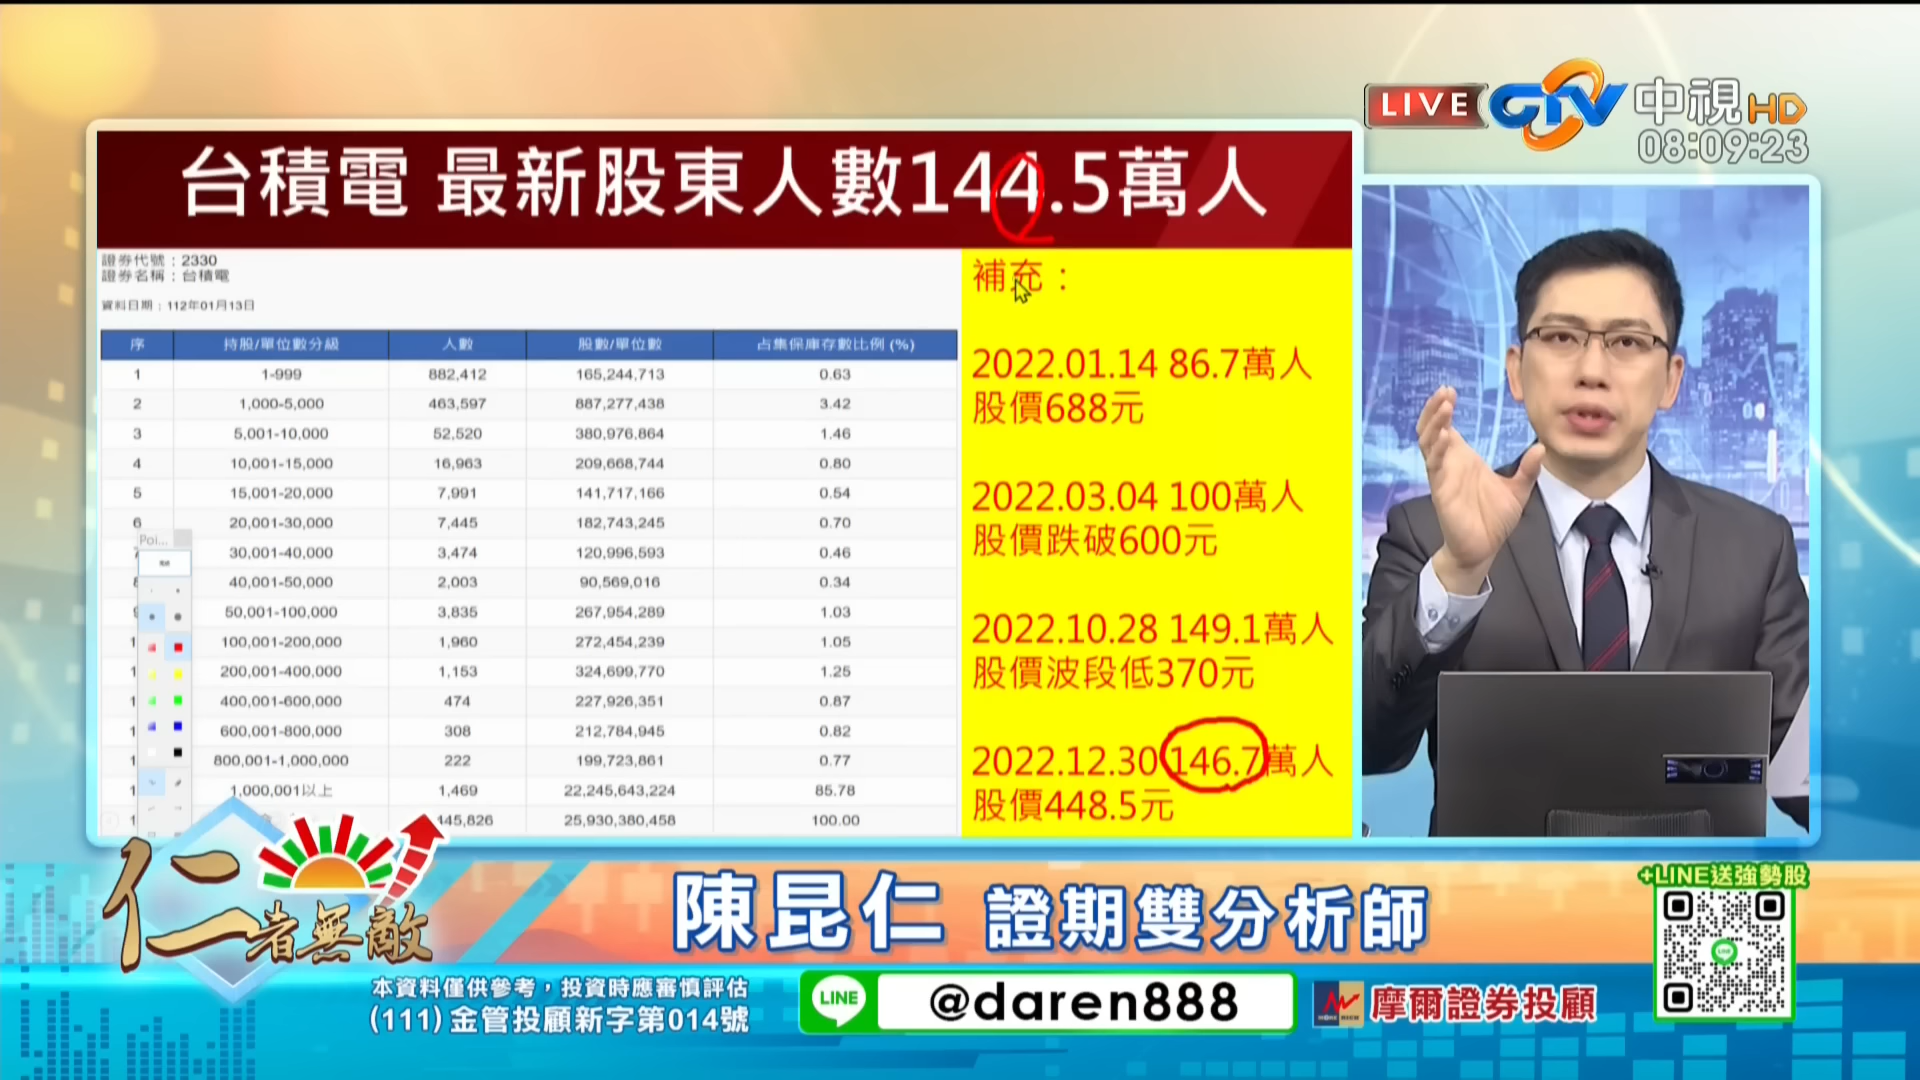 LIVE CTV 中視HD
08:09:23
台積電 最新股東人數144.5萬人
證券代號：2330
證券名稱：台積電
資料日期：112年01月13日
序 持股/單位數分級 人數 股數/單位數 占集保庫存數比例 (%)
1 1-999 882,412 165,244,713 0.63
2 1,000-5,000 463,597 887,277,438 3.42
3 5,001-10,000 52,520 380,976,864 1.46
4 10,001-15,000 16,963 209,668,744 0.80
5 15,001-20,000 7,991 141,717,166 0.54
6 20,001-30,000 7,445 182,743,245 0.70
7 30,001-40,000 3,474 120,996,593 0.46
8 40,001-50,000 2,003 90,569,016 0.34
9 50,001-100,000 3,835 267,954,289 1.03
1 100,001-200,000 1,960 272,454,239 1.05
1 200,001-400,000 1,153 324,699,770 1.25
1 400,001-600,000 474 227,926,351 0.87
1 600,001-800,000 308 212,784,945 0.82
1 800,001-1,000,000 222 199,723,861 0.77
1 1,000,001以上 1,469 22,245,643,224 85.78
1 445,826 25,930,380,458 100.00
Poi...
補充：
2022.01.14 86.7萬人
股價688元
2022.03.04 100萬人
股價跌破600元
2022.10.28 149.1萬人
股價波段低370元
2022.12.30 146.7萬人
股價448.5元
仁者無敵
陳昆仁 證期雙分析師
+LINE送強勢股
本資料僅供參考，投資時應審慎評估
(111)金管投顧新字第014號
LINE @daren888
摩爾證券投顧